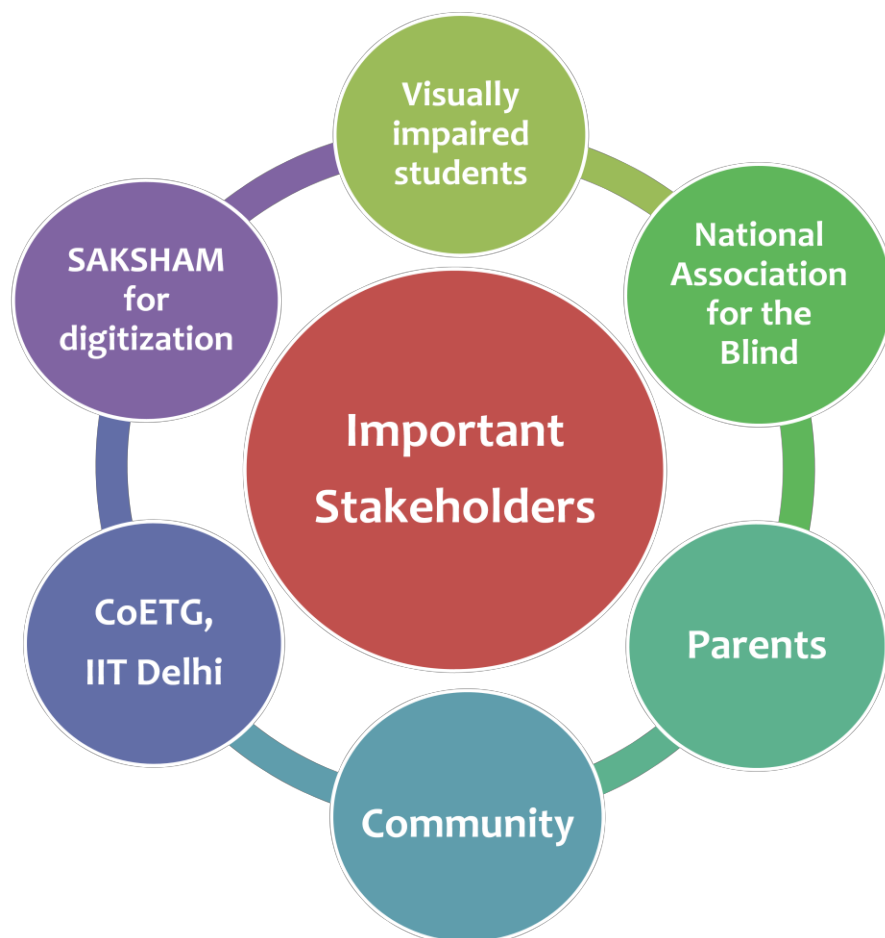 Visually
impaired
students
National
Association
for the
Blind
Parents
Community
CoETG,
IIT Delhi
SAKSHAM
for
digitization
Important
Stakeholders